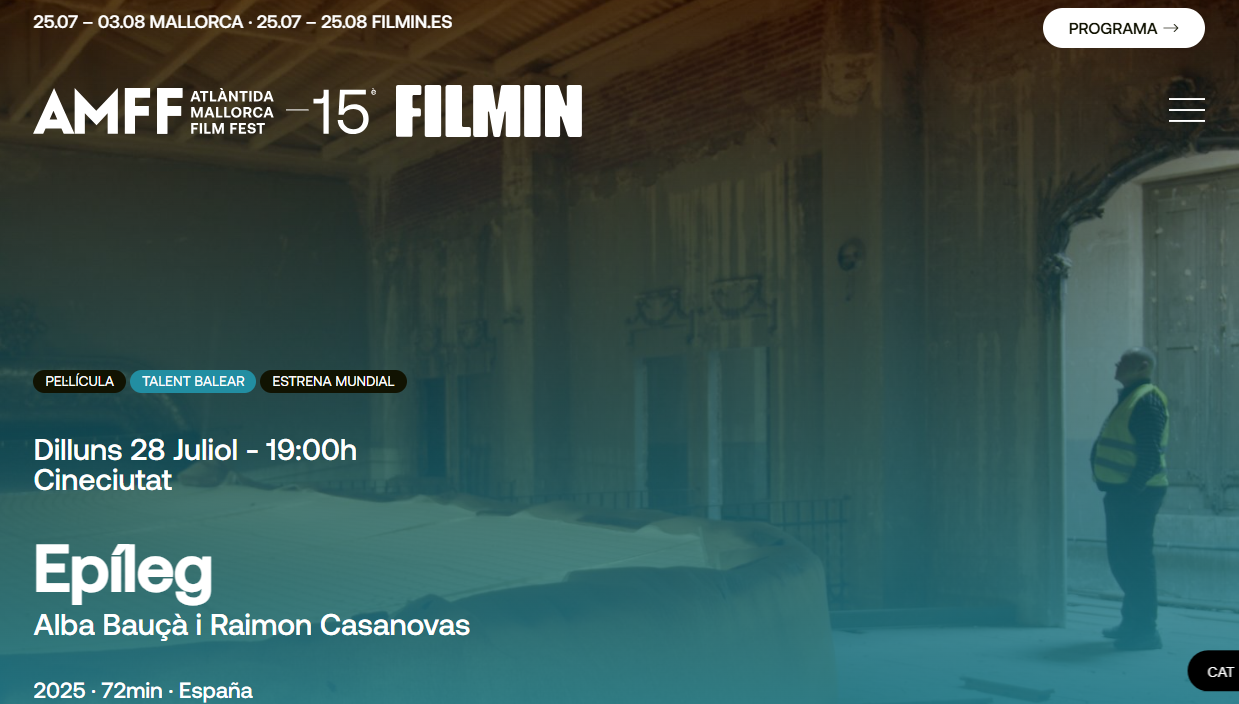 25.07 – 03.08 MALLORCA · 25.07 – 25.08 FILMIN.ES
PROGRAMA →
AMFF ATLÀNTIDA MALLORCA FILM FEST —15è FILMIN
PEL·LÍCULA TALENT BALEAR ESTRENA MUNDIAL
Dilluns 28 Juliol - 19:00h
Cineciutat
Epíleg
Alba Bauçà i Raimon Casanovas
2025 · 72min · España
CAT